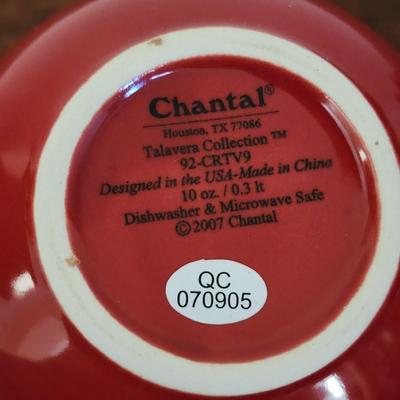 Chantal®
Houston, TX 77086
Talavera Collection ™
92-CRTV9
Designed in the USA-Made in China
10 oz. / 0.3 lt
Dishwasher & Microwave Safe
©2007 Chantal
QC
070905